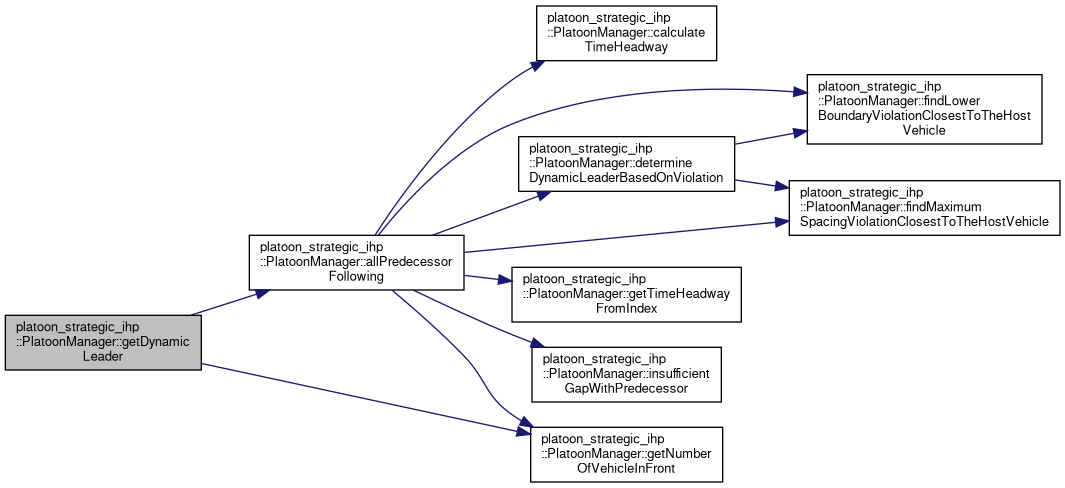 platoon_strategic_ihp
::PlatoonManager::calculate
TimeHeadway
platoon_strategic_ihp
::PlatoonManager::findLower
BoundaryViolationClosestToTheHost
Vehicle
platoon_strategic_ihp
::PlatoonManager::determine
DynamicLeaderBasedOnViolation
platoon_strategic_ihp
::PlatoonManager::findMaximum
SpacingViolationClosestToTheHostVehicle
platoon_strategic_ihp
::PlatoonManager::allPredecessor
Following
platoon_strategic_ihp
::PlatoonManager::getTimeHeadway
FromIndex
platoon_strategic_ihp
::PlatoonManager::getDynamic
Leader
platoon_strategic_ihp
::PlatoonManager::insufficient
GapWithPredecessor
platoon_strategic_ihp
::PlatoonManager::getNumber
OfVehicleInFront